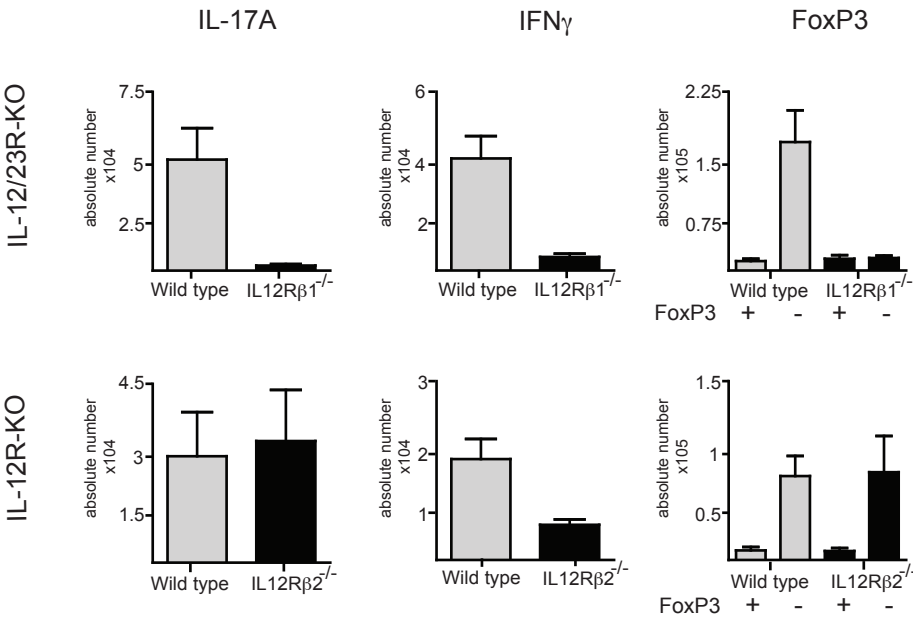 IL-17A
IFNγ
FoxP3
IL-12/23R-KO
absolute number
x104
7.5
5
2.5
Wild type
IL12Rβ1-/-
absolute number
x104
6
4
2
Wild type
IL12Rβ1-/-
absolute number
x105
2.25
1.5
0.75
Wild type
IL12Rβ1-/-
FoxP3 + - + -
IL-12R-KO
absolute number
x104
4.5
3
1.5
Wild type
IL12Rβ2-/-
absolute number
x104
3
2
1
Wild type
IL12Rβ2-/-
absolute number
x105
1.5
1
0.5
Wild type
IL12Rβ2-/-
FoxP3 + - + -